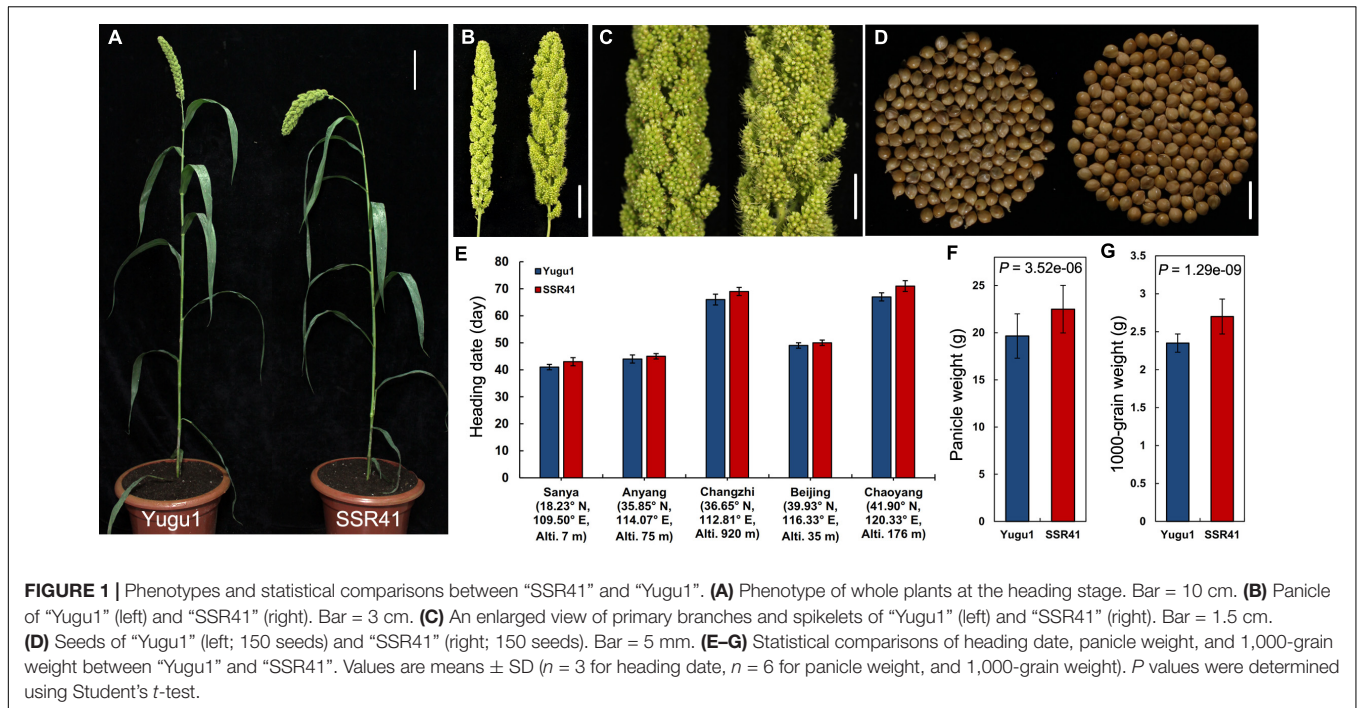 A
B
C
D
Yugu1
SSR41
E
Yugu1
SSR41
Heading date (day)
80
70
60
50
40
30
20
10
0
Sanya
(18.23° N,
109.50° E,
Alti. 7 m)
Anyang
(35.85° N,
114.07° E,
Alti. 75 m)
Changzhi
(36.65° N,
112.81° E,
Alti. 920 m)
Beijing
(39.93° N,
116.33° E,
Alti. 35 m)
Chaoyang
(41.90° N,
120.33° E,
Alti. 176 m)
F
P = 3.52e-06
Panicle weight (g)
25
20
15
10
5
0
Yugu1 SSR41
G
P = 1.29e-09
1000-grain weight (g)
3.5
3
2.5
2
1.5
1
0.5
0
Yugu1 SSR41
FIGURE 1 | Phenotypes and statistical comparisons between “SSR41” and “Yugu1”. (A) Phenotype of whole plants at the heading stage. Bar = 10 cm. (B) Panicle
of “Yugu1” (left) and “SSR41” (right). Bar = 3 cm. (C) An enlarged view of primary branches and spikelets of “Yugu1” (left) and “SSR41” (right). Bar = 1.5 cm.
(D) Seeds of “Yugu1” (left; 150 seeds) and “SSR41” (right; 150 seeds). Bar = 5 mm. (E–G) Statistical comparisons of heading date, panicle weight, and 1,000-grain
weight between “Yugu1” and “SSR41”. Values are means ± SD (n = 3 for heading date, n = 6 for panicle weight, and 1,000-grain weight). P values were determined
using Student’s t-test.